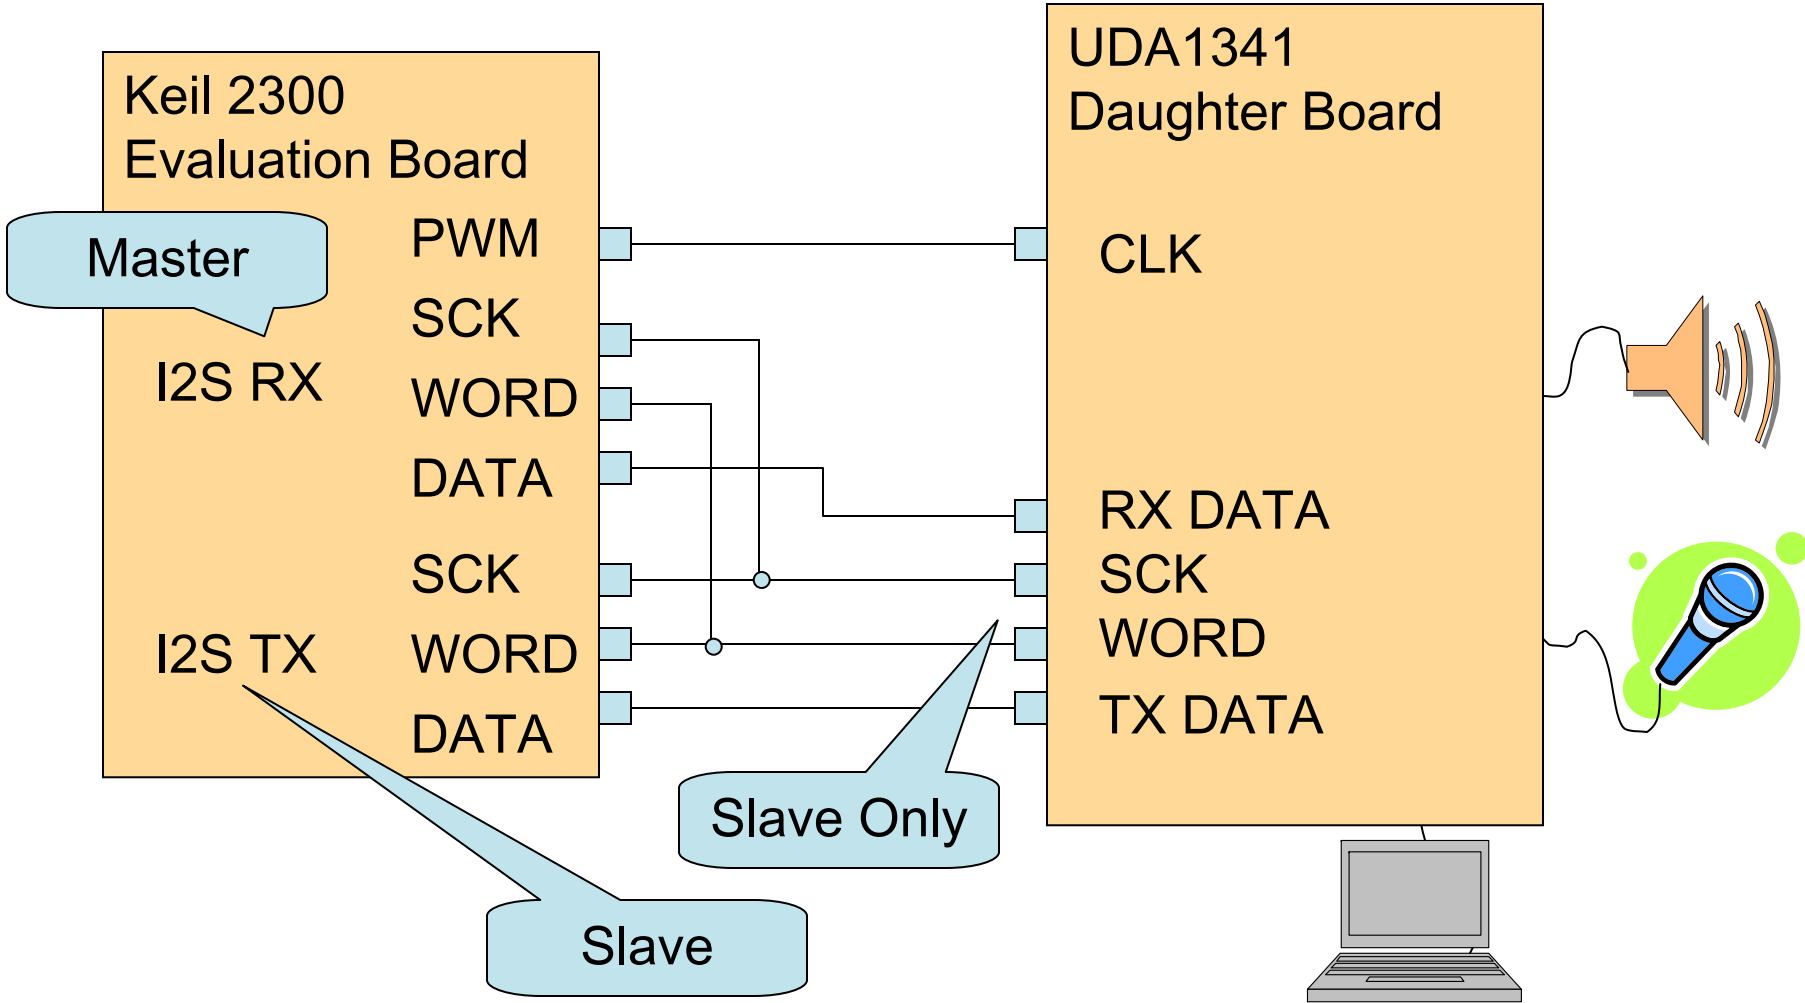 Keil 2300
Evaluation Board
Master
I2S RX
I2S TX
PWM
SCK
WORD
DATA
SCK
WORD
DATA
Slave
Slave Only
UDA1341
Daughter Board
CLK
RX DATA
SCK
WORD
TX DATA